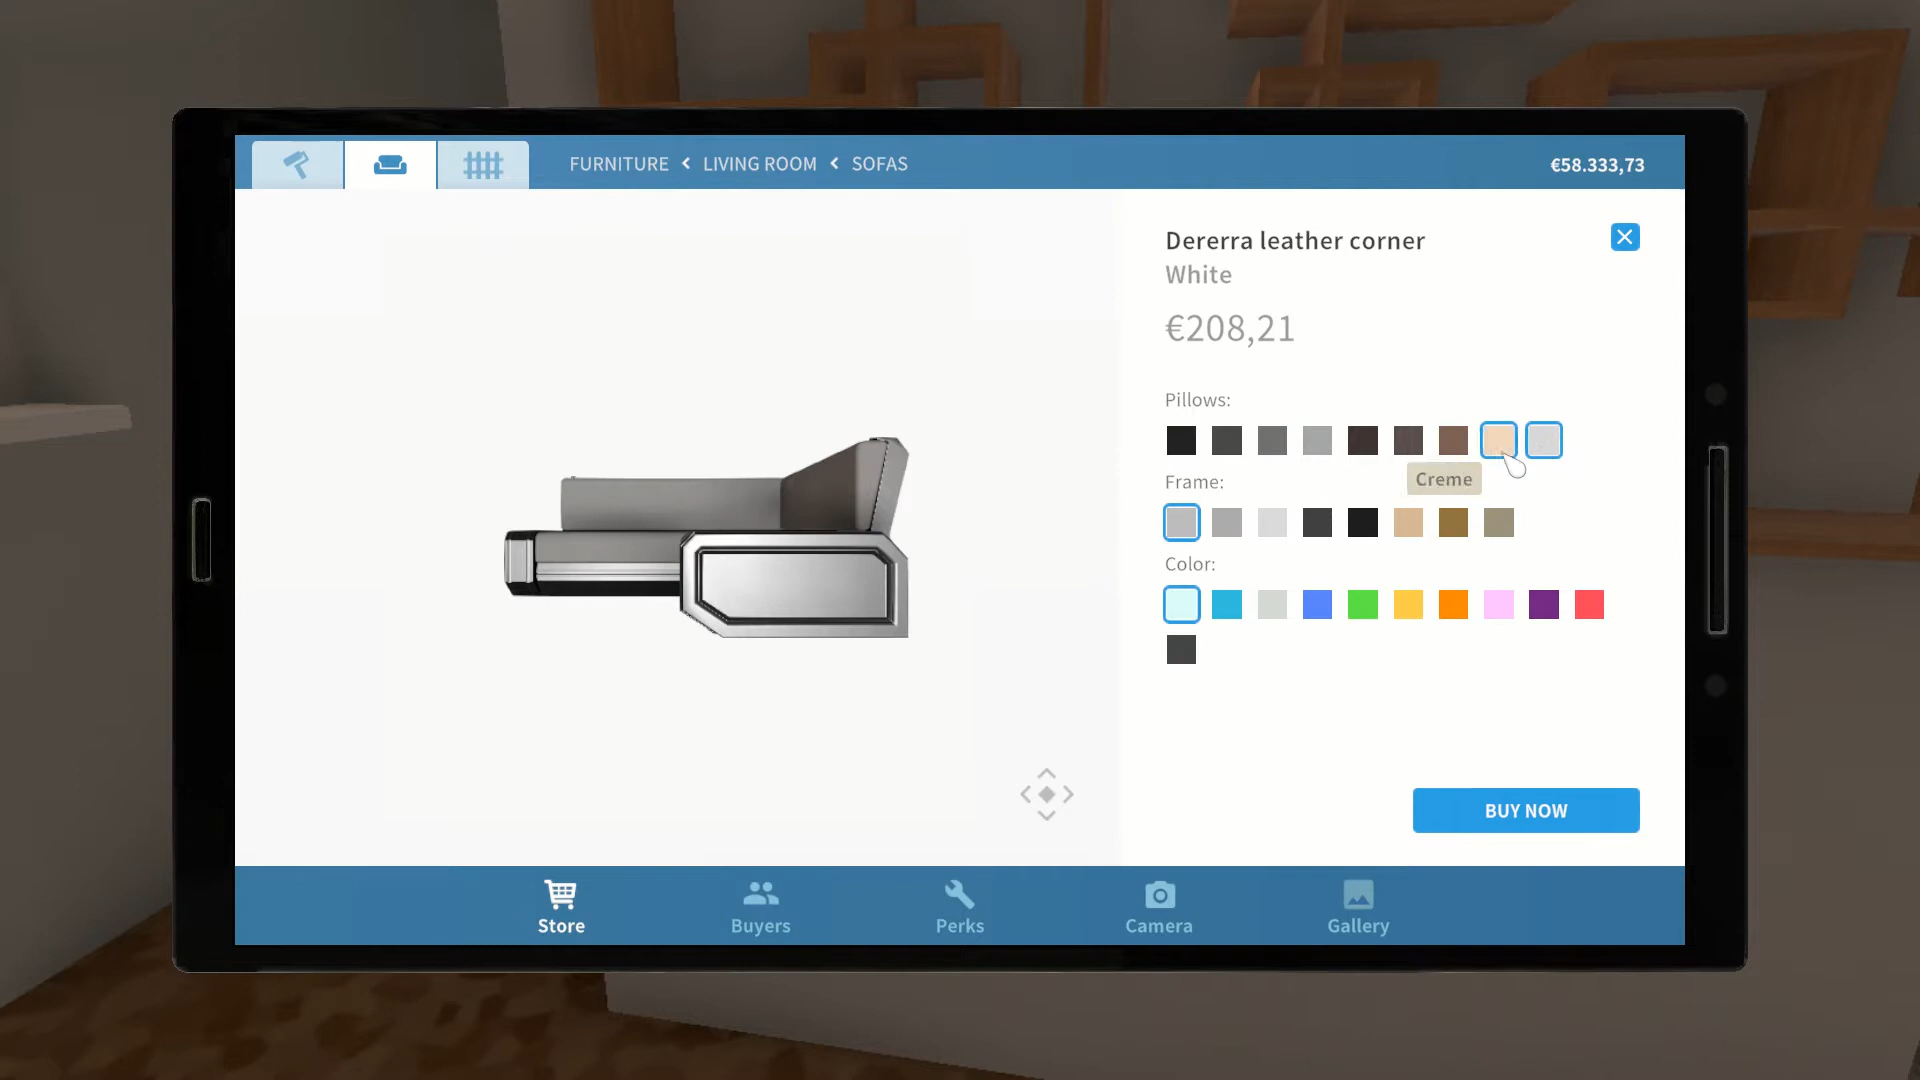 FURNITURE < LIVING ROOM < SOFAS
€58.333,73
Dererra leather corner
White
€208,21
Pillows:
Creme
Frame:
Color:
BUY NOW
Store
Buyers
Perks
Camera
Gallery